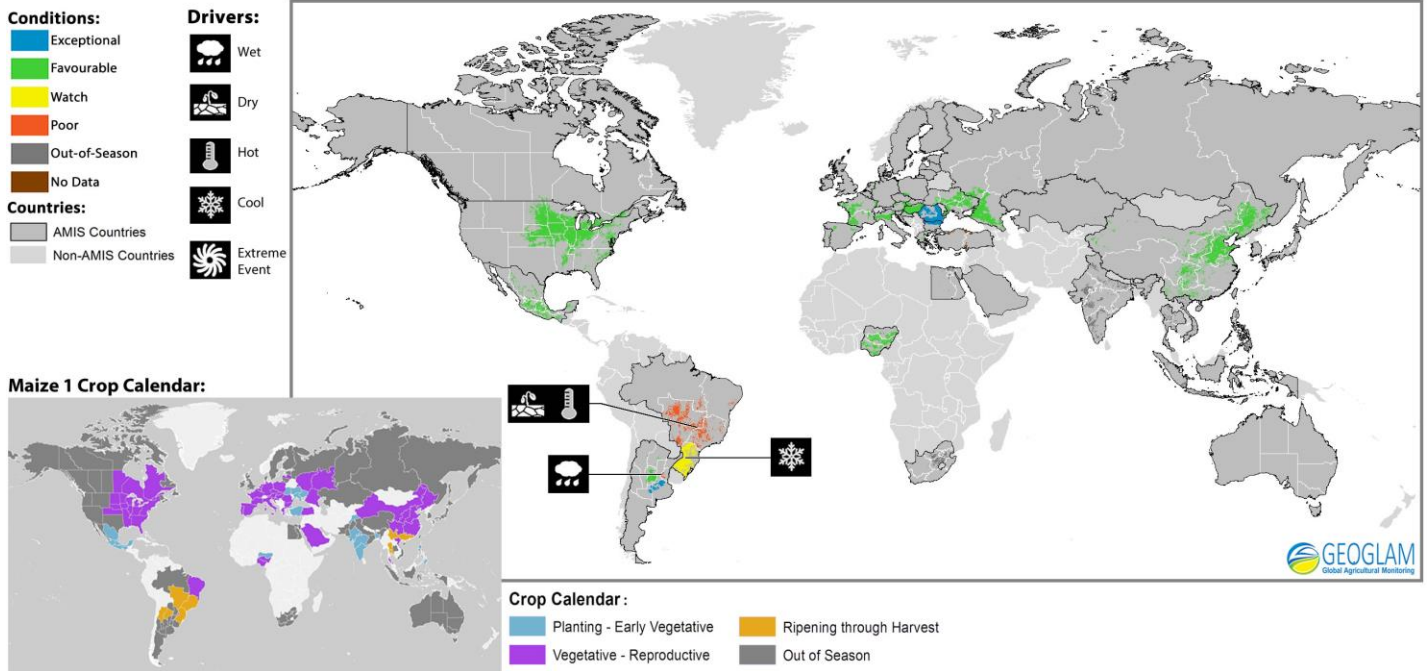 Conditions:
Exceptional
Favourable
Watch
Poor
Out-of-Season
No Data
Countries:
AMIS Countries
Non-AMIS Countries
Drivers:
Wet
Dry
Hot
Cool
Extreme
Event
Maize 1 Crop Calendar:
GEOGLAM
Global Agricultural Monitoring
Crop Calendar :
Planting - Early Vegetative
Ripening through Harvest
Vegetative - Reproductive
Out of Season